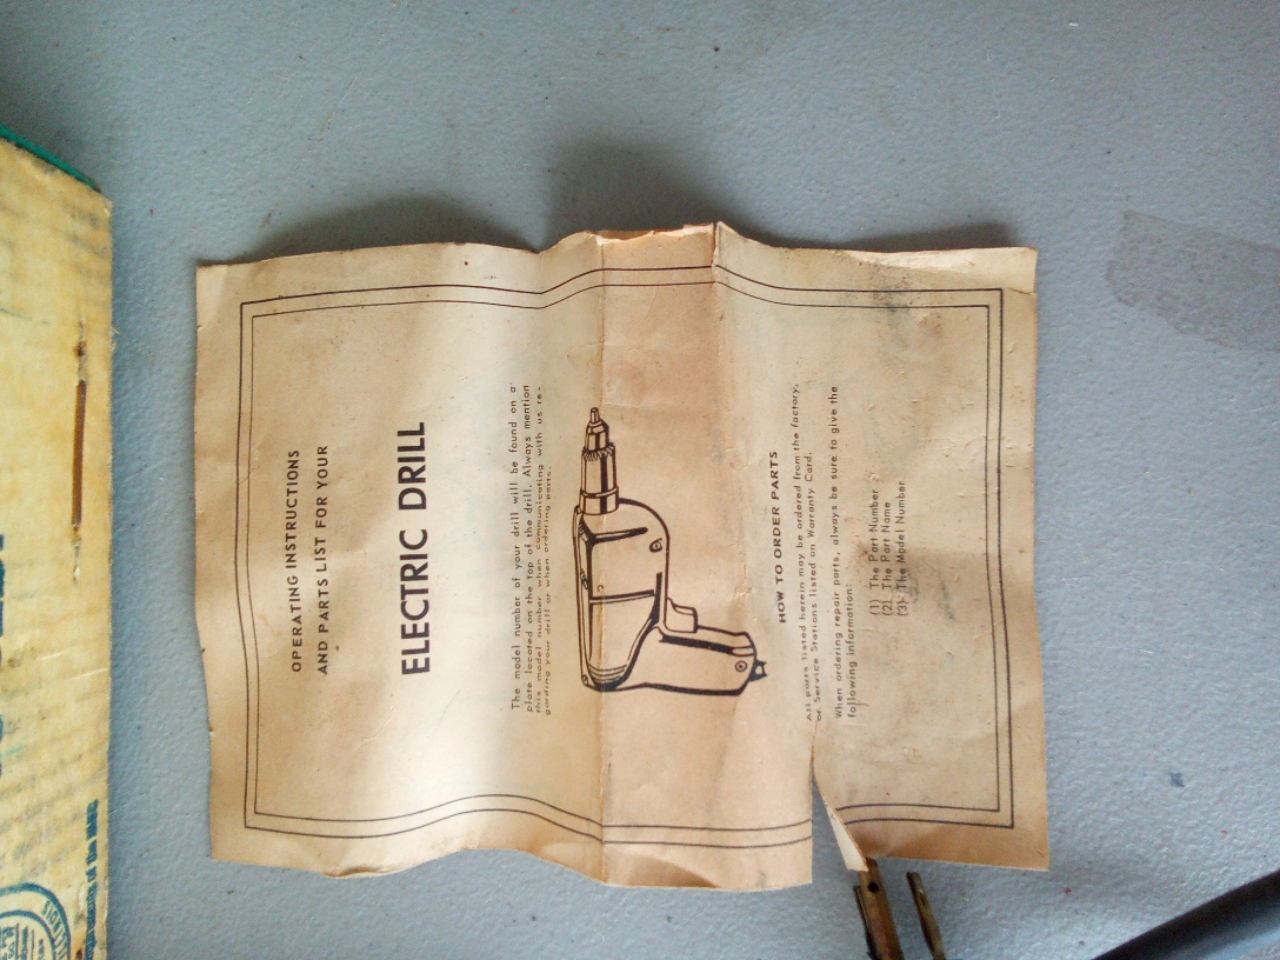 OPERATING INSTRUCTIONS
AND PARTS LIST FOR YOUR
ELECTRIC DRILL
The model number of your drill will be found on a
plate located on the top of the drill. Always mention
this model number when communicating with us re-
garding your drill or when ordering parts.
HOW TO ORDER PARTS
All parts listed herein may be ordered from the factory,
or Service Stations listed on Warranty Card.
When ordering repair parts, always be sure to give the
following information:
(1) The Part Number
(2) The Part Name
(3) The Model Number